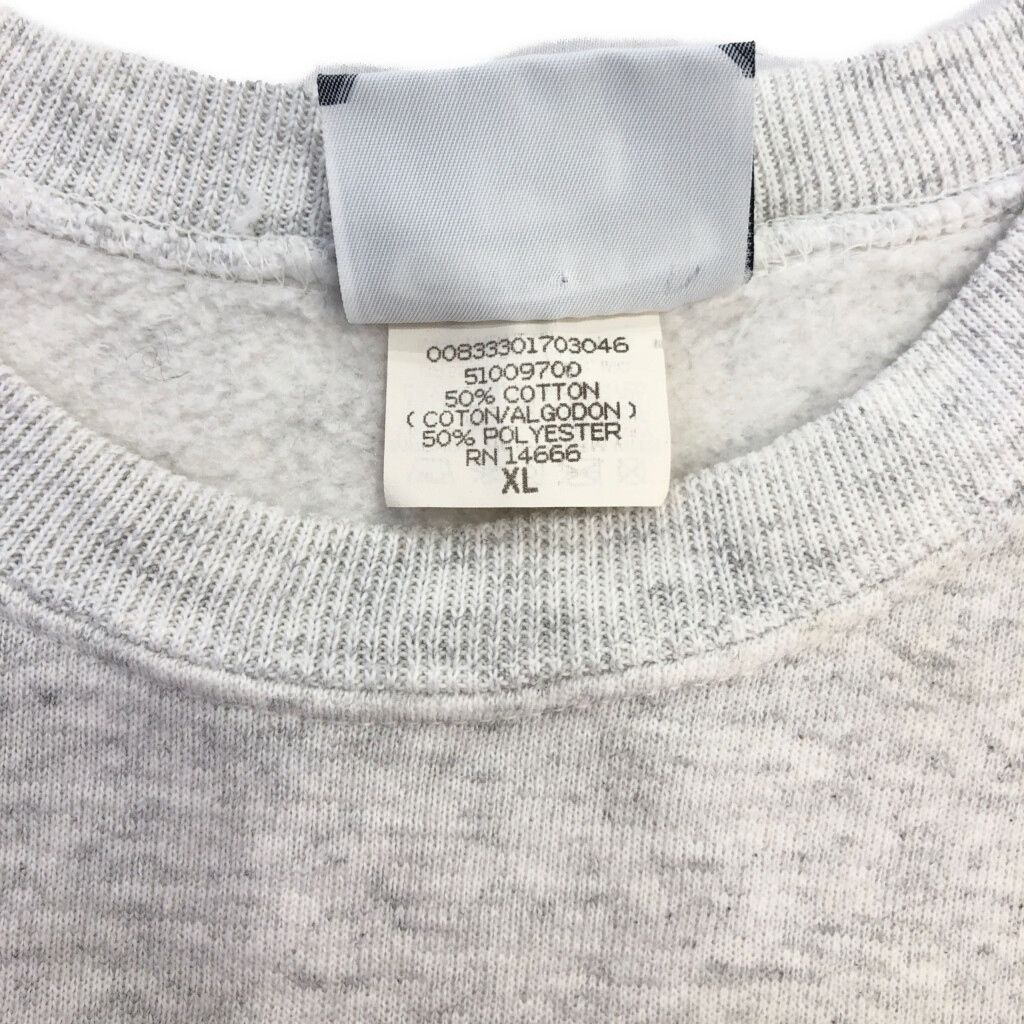 00833301703046
51009700
50% COTTON
(COTON/ALGODON)
50% POLYESTER
RN 14666
XL